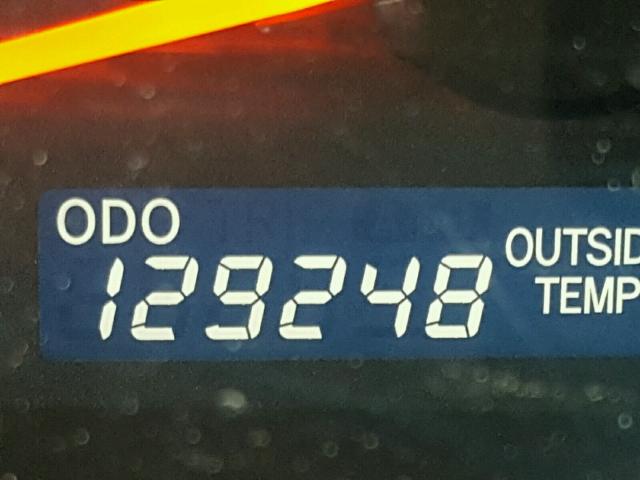 ODO
129248
OUTSID
TEMP